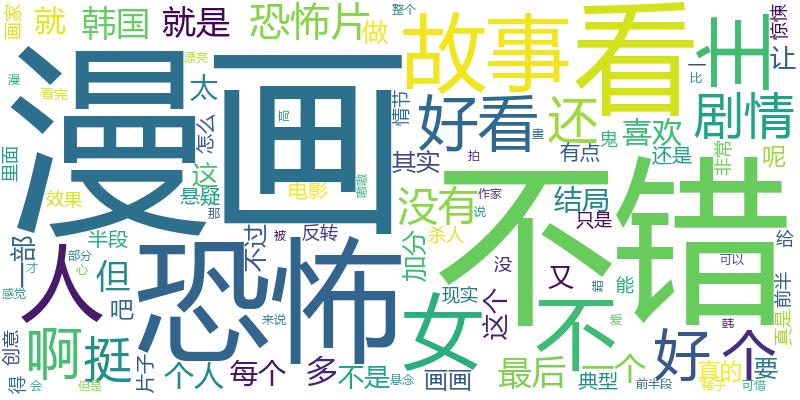 画家
就
韩国
就是
恐怖片
做
整个
故事
看
主
惊悚
让
漫
漂亮
看完
太
怎么
情节
好看
还
一
比
剧情
漫画
高
里面
这
悬疑
电影
其实
拍
鬼
喜欢
有点
还是
非常
呢
效果
那
嗷嗷
没有
作家
说
结局
只是
不错
一部
半段
不过
被
反转
加分
杀人
部分
才
心
但
恐怖
没
又
能
可以
给
人
吧
现实
这个
不
前半
感觉
来说
女
爱
韩
真是
创意
啊
挺
好
个
得
会
但是
片子
个人
每个
多
不是
悬念
画画
最后
典型
一个
前半段
真的
裤子
要
可惜